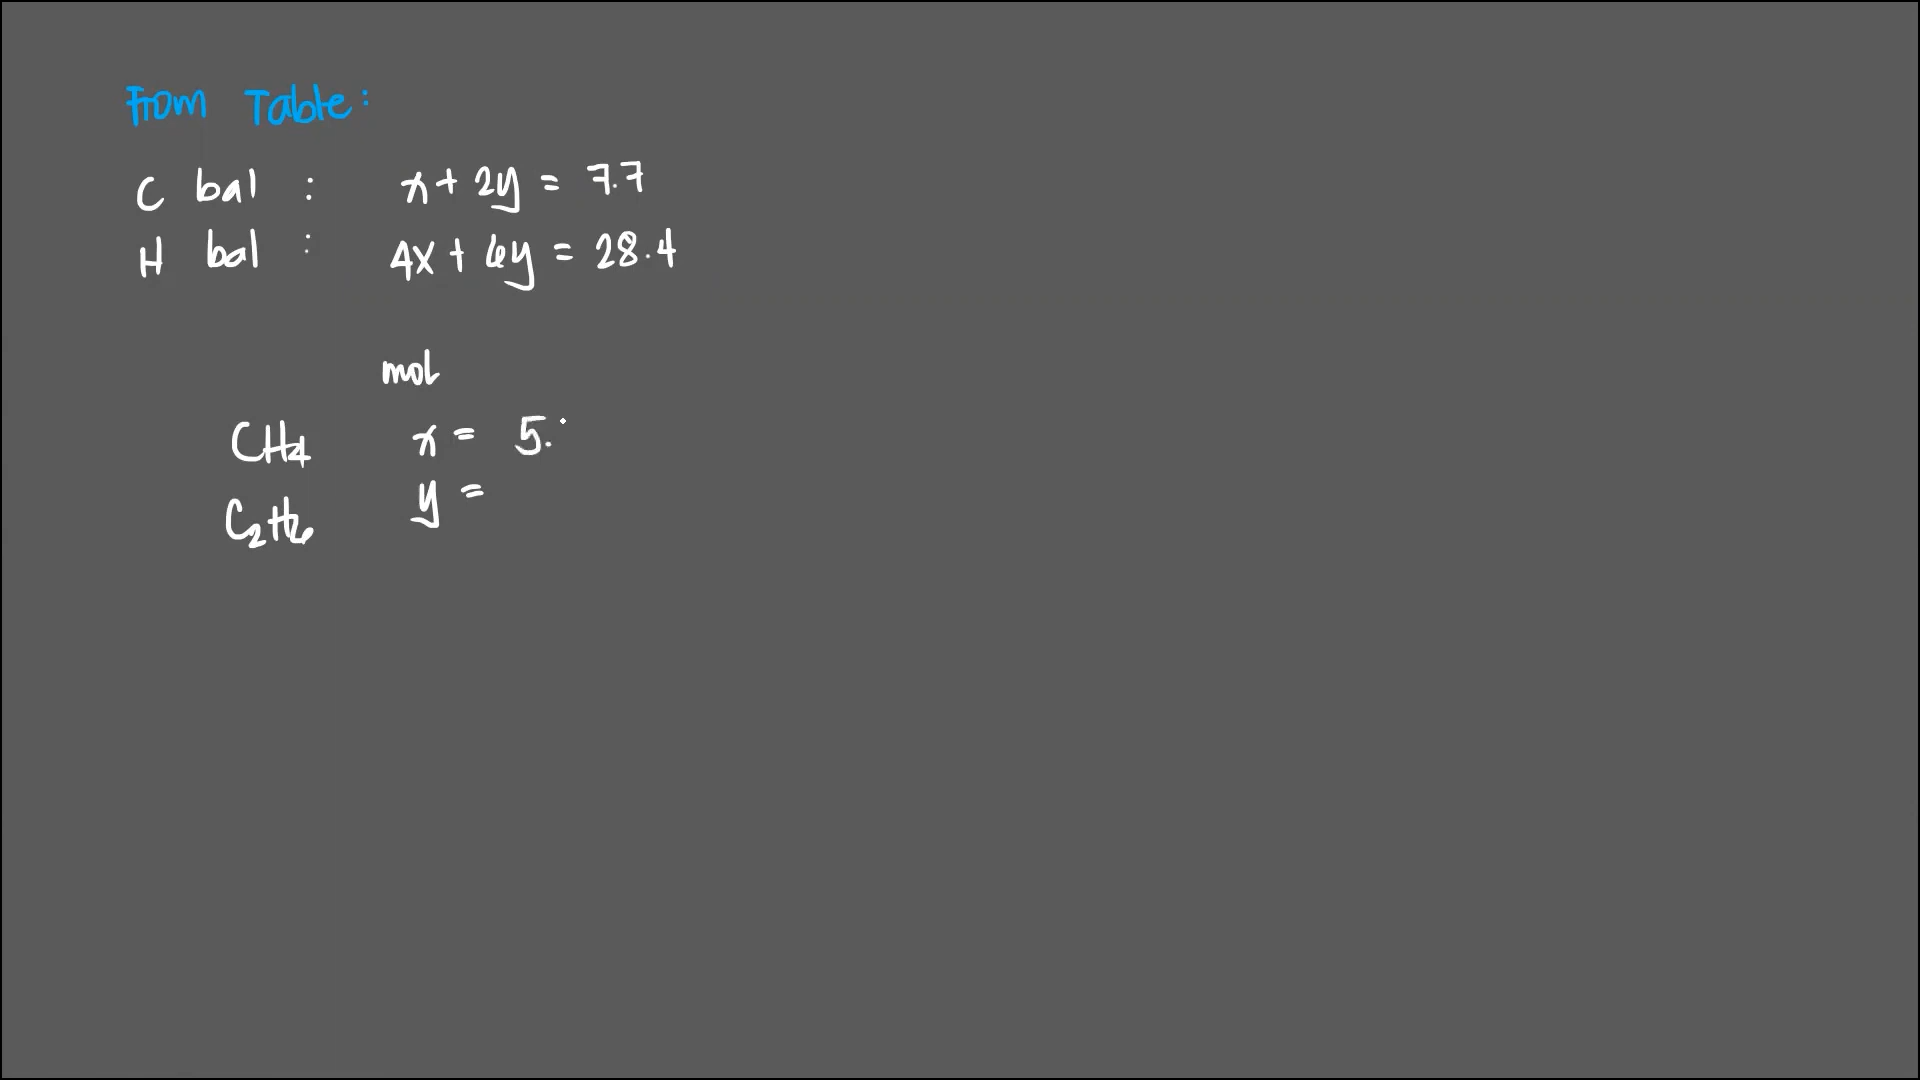 From Table:
C bal : x + 2y = 7.7
H bal : 4x + 6y = 28.4
mol
CH4 x = 5.
C2H6 y =